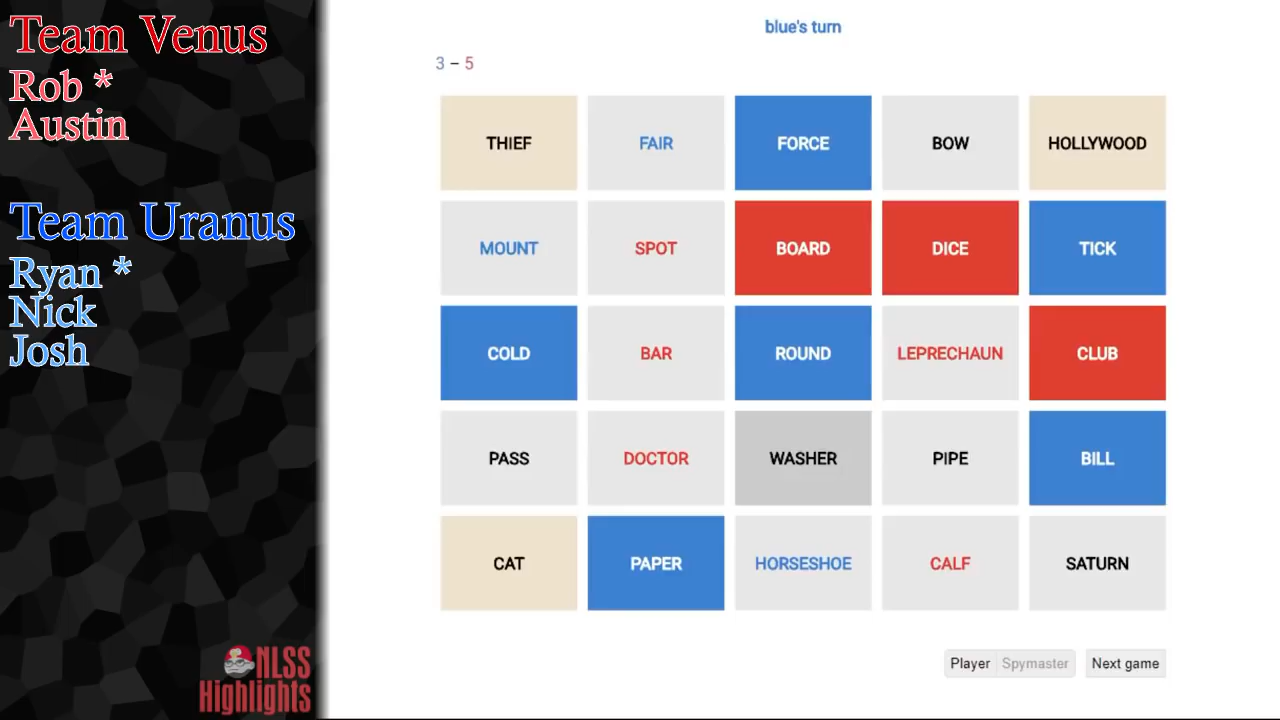 Team Venus
Rob *
Austin
Team Uranus
Ryan *
Nick
Josh
NLSS
Highlights
blue's turn
3 – 5
THIEF FAIR FORCE BOW HOLLYWOOD
MOUNT SPOT BOARD DICE TICK
COLD BAR ROUND LEPRECHAUN CLUB
PASS DOCTOR WASHER PIPE BILL
CAT PAPER HORSESHOE CALF SATURN
Player Spymaster Next game